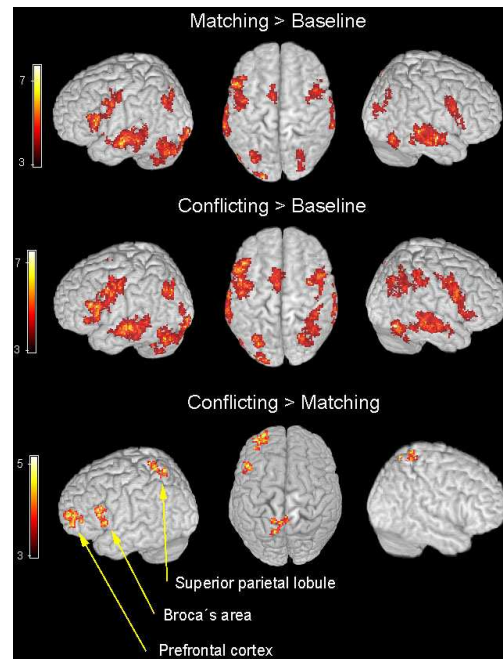 Matching > Baseline
7
3
Conflicting > Baseline
7
3
Conflicting > Matching
5
3
Superior parietal lobule
Broca´s area
Prefrontal cortex